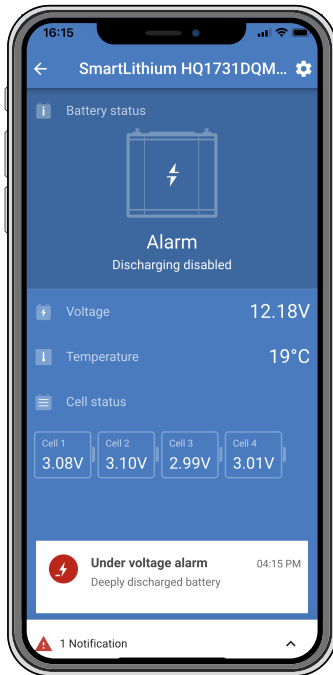 16:15
SmartLithium HQ1731DQM...
Battery status
Alarm
Discharging disabled
Voltage 12.18V
Temperature 19°C
Cell status
Cell 1 Cell 2 Cell 3 Cell 4
3.08V 3.10V 2.99V 3.01V
Under voltage alarm 04:15 PM
Deeply discharged battery
1 Notification